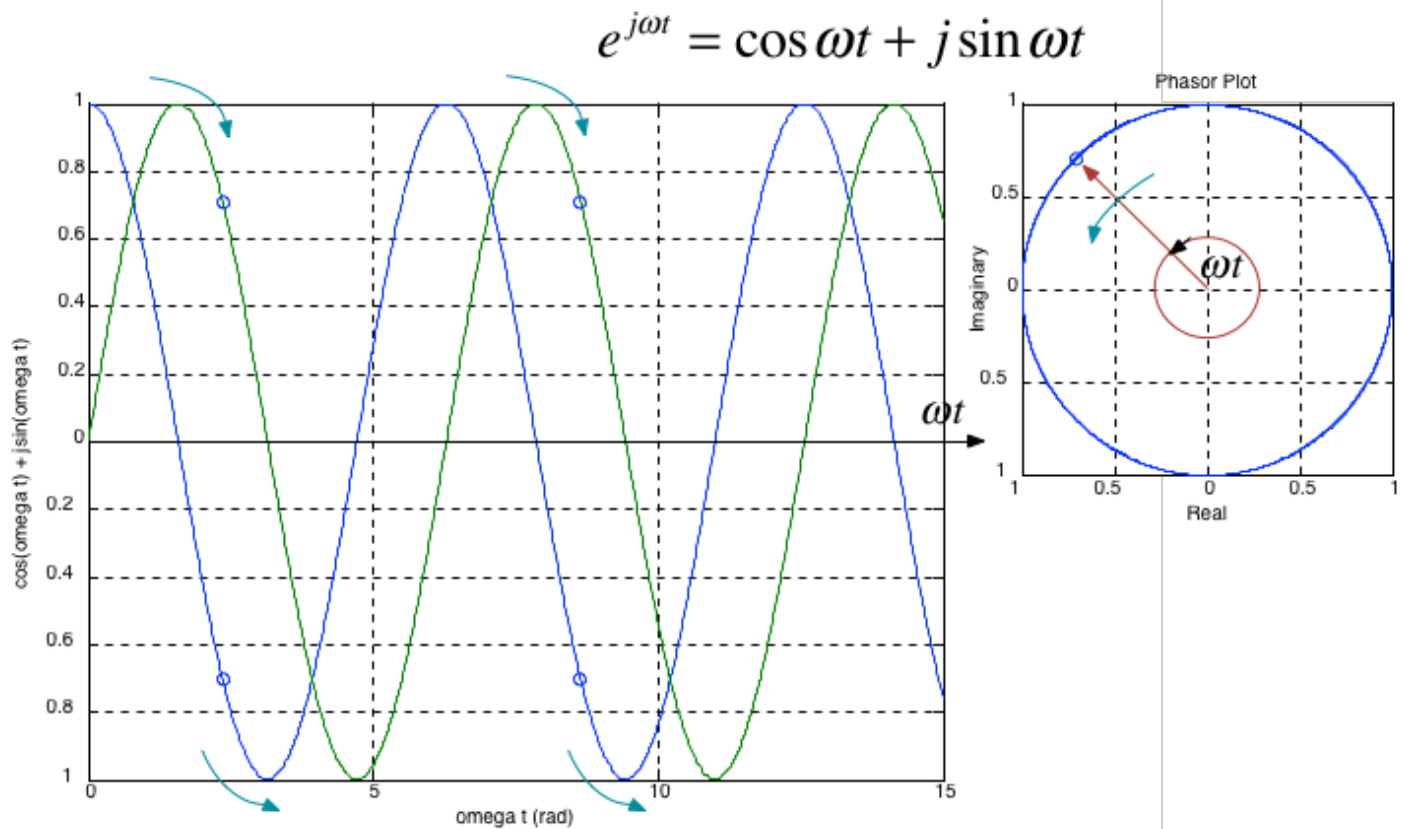 e^{jωt} = cos ωt + j sin ωt
Phasor Plot
1
0.8
0.6
0.4
0.2
0
0.2
0.4
0.6
0.8
1
cos(omega t) + jsin(omega t)
0 5 10 15
omega t (rad)
ωt
1
0.5
0
0.5
1
Imaginary
ωt
1 0.5 0 0.5 1
Real